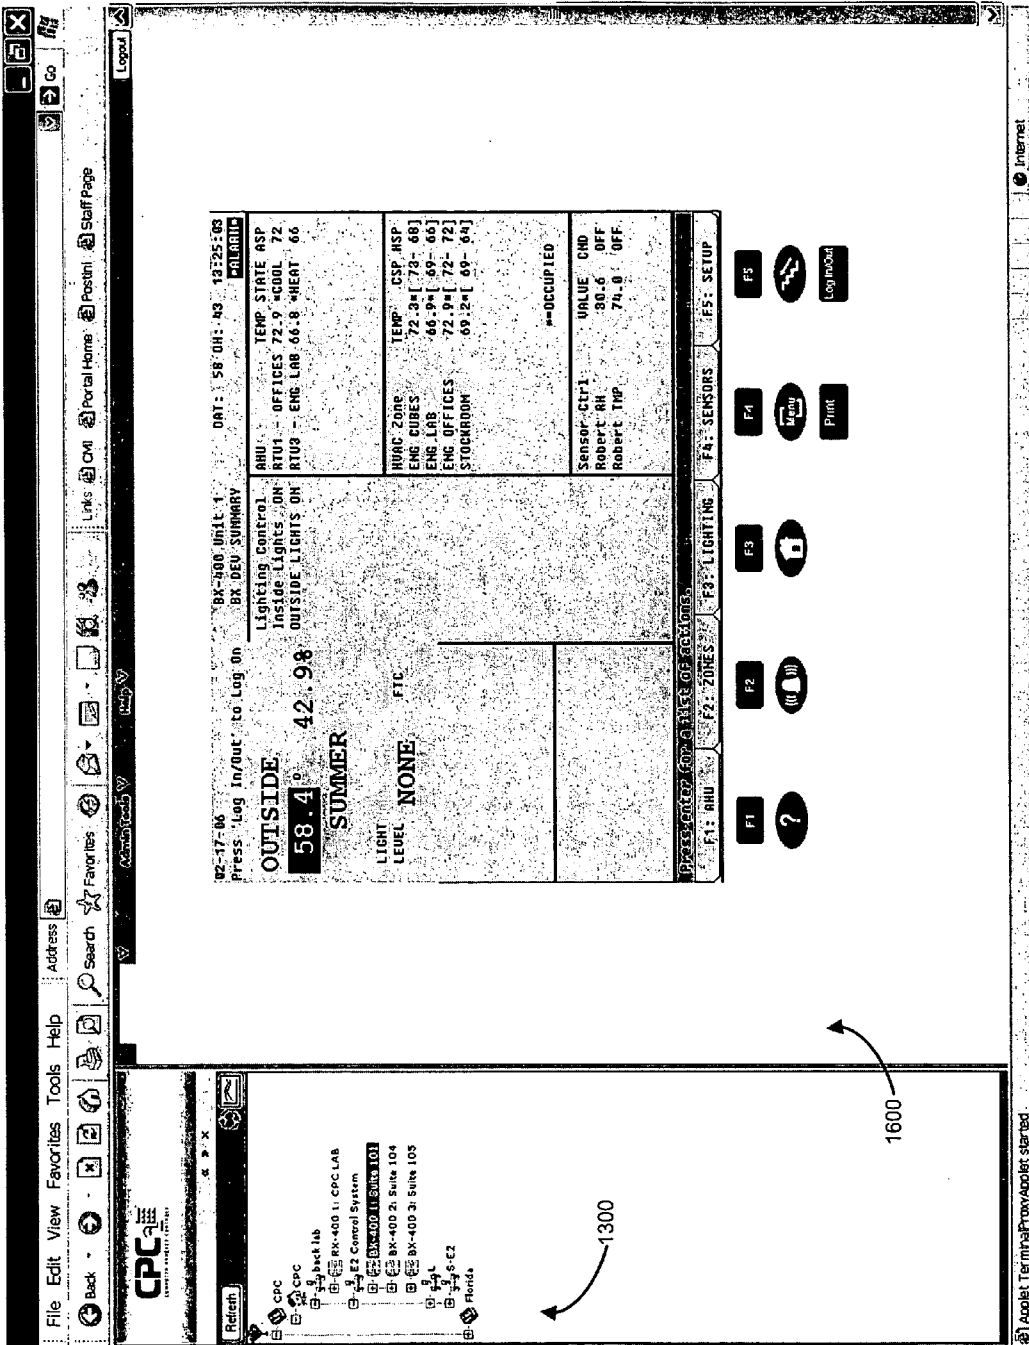 File Edit View Favorites Tools Help
Address
Go
Back
Search
Favorites
Links
CMI
Portal Home
Postini
Staff Page
CPC
Admin Tools
Help
Logout
Refresh
CPC
CPC
back lab
RX-400 1: CPC LAB
E2 Control System
BX-400 1: Suite 101
BX-400 2: Suite 104
BX-400 3: Suite 105
S-E2
Florida
1300
1600
02-17-06
BX-400 Unit 1
DAT: 58 OH: 43 13:25:03
Press 'Log In/Out' to Log On
BX DEV SUMMARY
*ALARM*
OUTSIDE
58.4° 42.9%
SUMMER
LIGHT
LEVEL NONE FTC
Lighting Control
Inside Lights ON
OUTSIDE LIGHTS ON
AHU TEMP STATE ASP
RTU1 - OFFICES 72.9 *COOL 72
RTU3 - ENG LAB 66.8 *HEAT 66
HVAC Zone TEMP CSP HSP
ENG CUBES 72.3*[ 73- 68]
ENG LAB 66.9*[ 69- 66]
ENG OFFICES 72.9*[ 72- 72]
STOCKROOM 69.2*[ 69- 64]
*=OCCUPIED
Sensor Ctrl VALUE CMD
Robert RH 30.6 OFF
Robert TMP 74.0 OFF
Press enter for a list of actions.
F1: AHU F2: ZONES F3: LIGHTING F4: SENSORS F5: SETUP
F1 F2 F3 F4 F5
? Menu
Print Log In/Out
Applet TerminalProxyApplet started
Internet